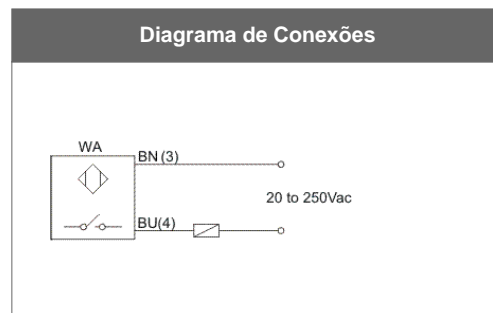 Diagrama de Conexões
WA
BN (3)
20 to 250Vac
BU(4)